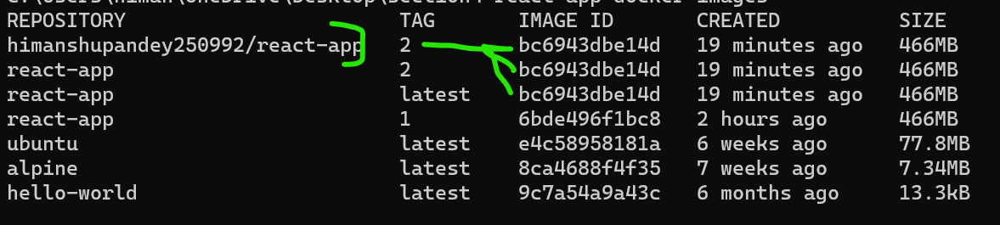 REPOSITORY TAG IMAGE ID CREATED SIZE
himanshupandey250992/react-app 2 bc6943dbe14d 19 minutes ago 466MB
react-app 2 bc6943dbe14d 19 minutes ago 466MB
react-app latest bc6943dbe14d 19 minutes ago 466MB
react-app 1 6bde496f1bc8 2 hours ago 466MB
ubuntu latest e4c58958181a 6 weeks ago 77.8MB
alpine latest 8ca4688f4f35 7 weeks ago 7.34MB
hello-world latest 9c7a54a9a43c 6 months ago 13.3kB